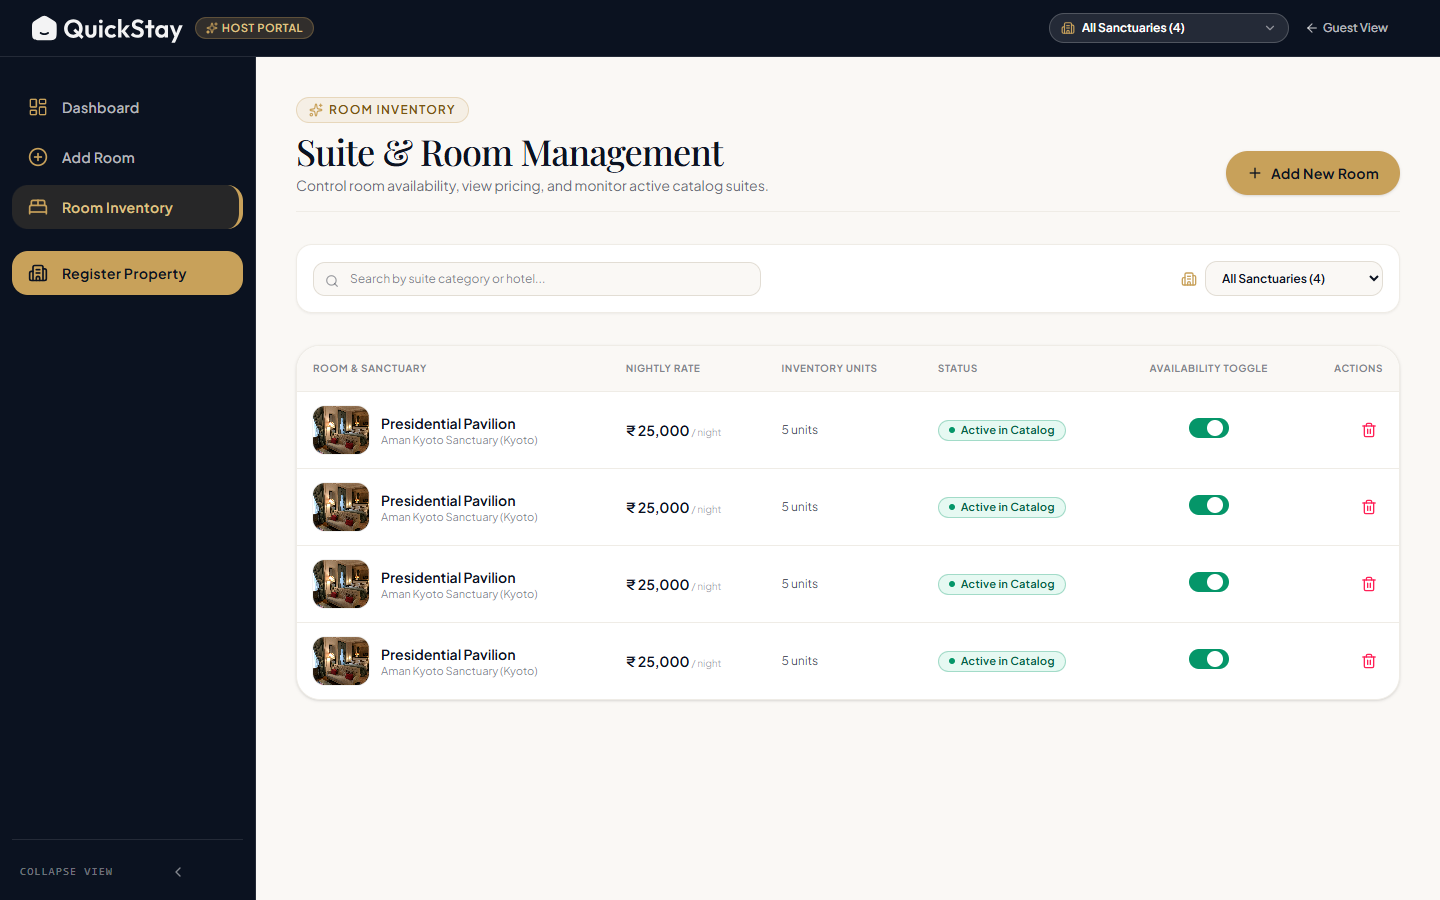 QuickStay
HOST PORTAL
All Sanctuaries (4)
Guest View
Dashboard
Add Room
Room Inventory
Register Property
COLLAPSE VIEW
ROOM INVENTORY
Suite & Room Management
Control room availability, view pricing, and monitor active catalog suites.
Add New Room
Search by suite category or hotel...
All Sanctuaries (4)
ROOM & SANCTUARY NIGHTLY RATE INVENTORY UNITS STATUS AVAILABILITY TOGGLE ACTIONS
Presidential Pavilion
Aman Kyoto Sanctuary (Kyoto)
₹ 25,000 / night
5 units
Active in Catalog
Presidential Pavilion
Aman Kyoto Sanctuary (Kyoto)
₹ 25,000 / night
5 units
Active in Catalog
Presidential Pavilion
Aman Kyoto Sanctuary (Kyoto)
₹ 25,000 / night
5 units
Active in Catalog
Presidential Pavilion
Aman Kyoto Sanctuary (Kyoto)
₹ 25,000 / night
5 units
Active in Catalog